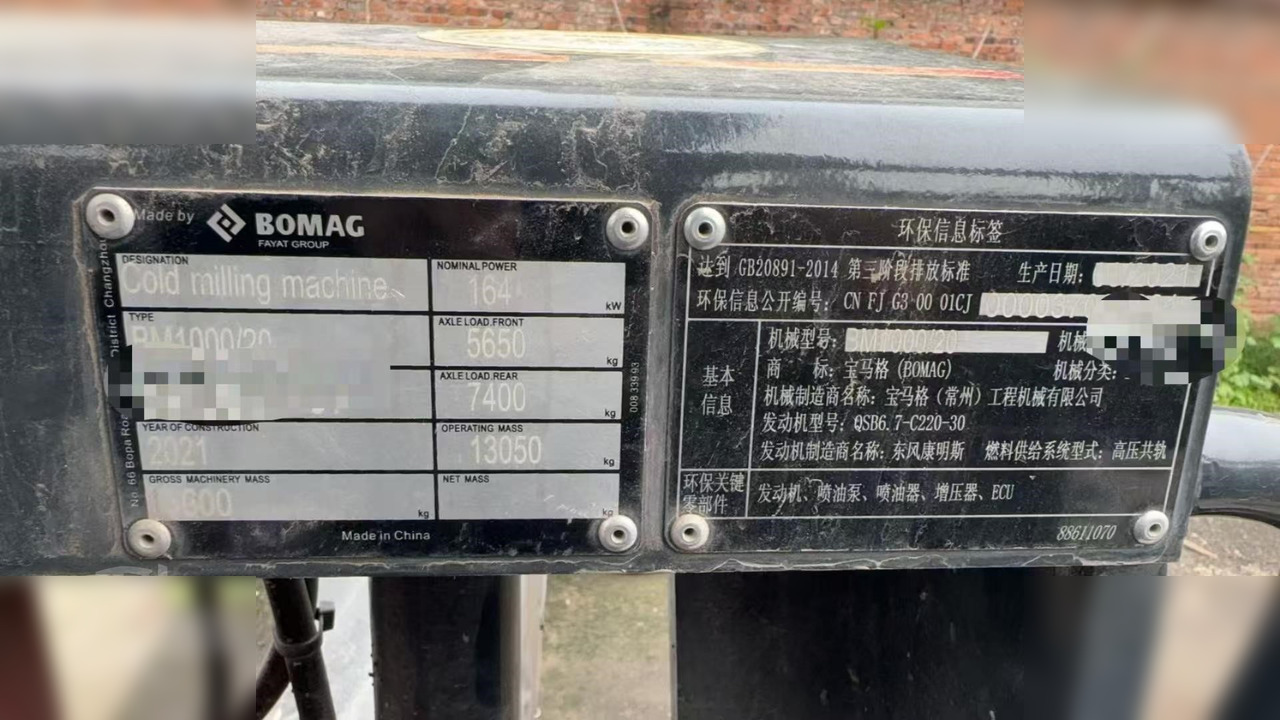 Made by BOMAG
FAYAT GROUP
DESIGNATION
Cold milling machine
NOMINAL POWER
164
kW
TYPE
BM1000/20
AXLE LOAD,FRONT
5650
kg
AXLE LOAD,REAR
7400
kg
YEAR OF CONSTRUCTION
2021
OPERATING MASS
13050
kg
GROSS MACHINERY MASS
kg
NET MASS
kg
Made in China
No. 66 Bopa
District Changzhou
008 339 93
环保信息标签
达到 GB20891-2014 第三阶段排放标准 生产日期:
环保信息公开编号: CN FJ G3 00 01CJ
基本信息
机械型号: BM1000/20 机械
商 标: 宝马格 (BOMAG) 机械分类:
机械制造商名称: 宝马格 (常州) 工程机械有限公司
发动机型号: QSB6.7-C220-30
发动机制造商名称: 东风康明斯 燃料供给系统型式: 高压共轨
环保关键零部件
发动机、喷油泵、喷油器、增压器、ECU
88611070